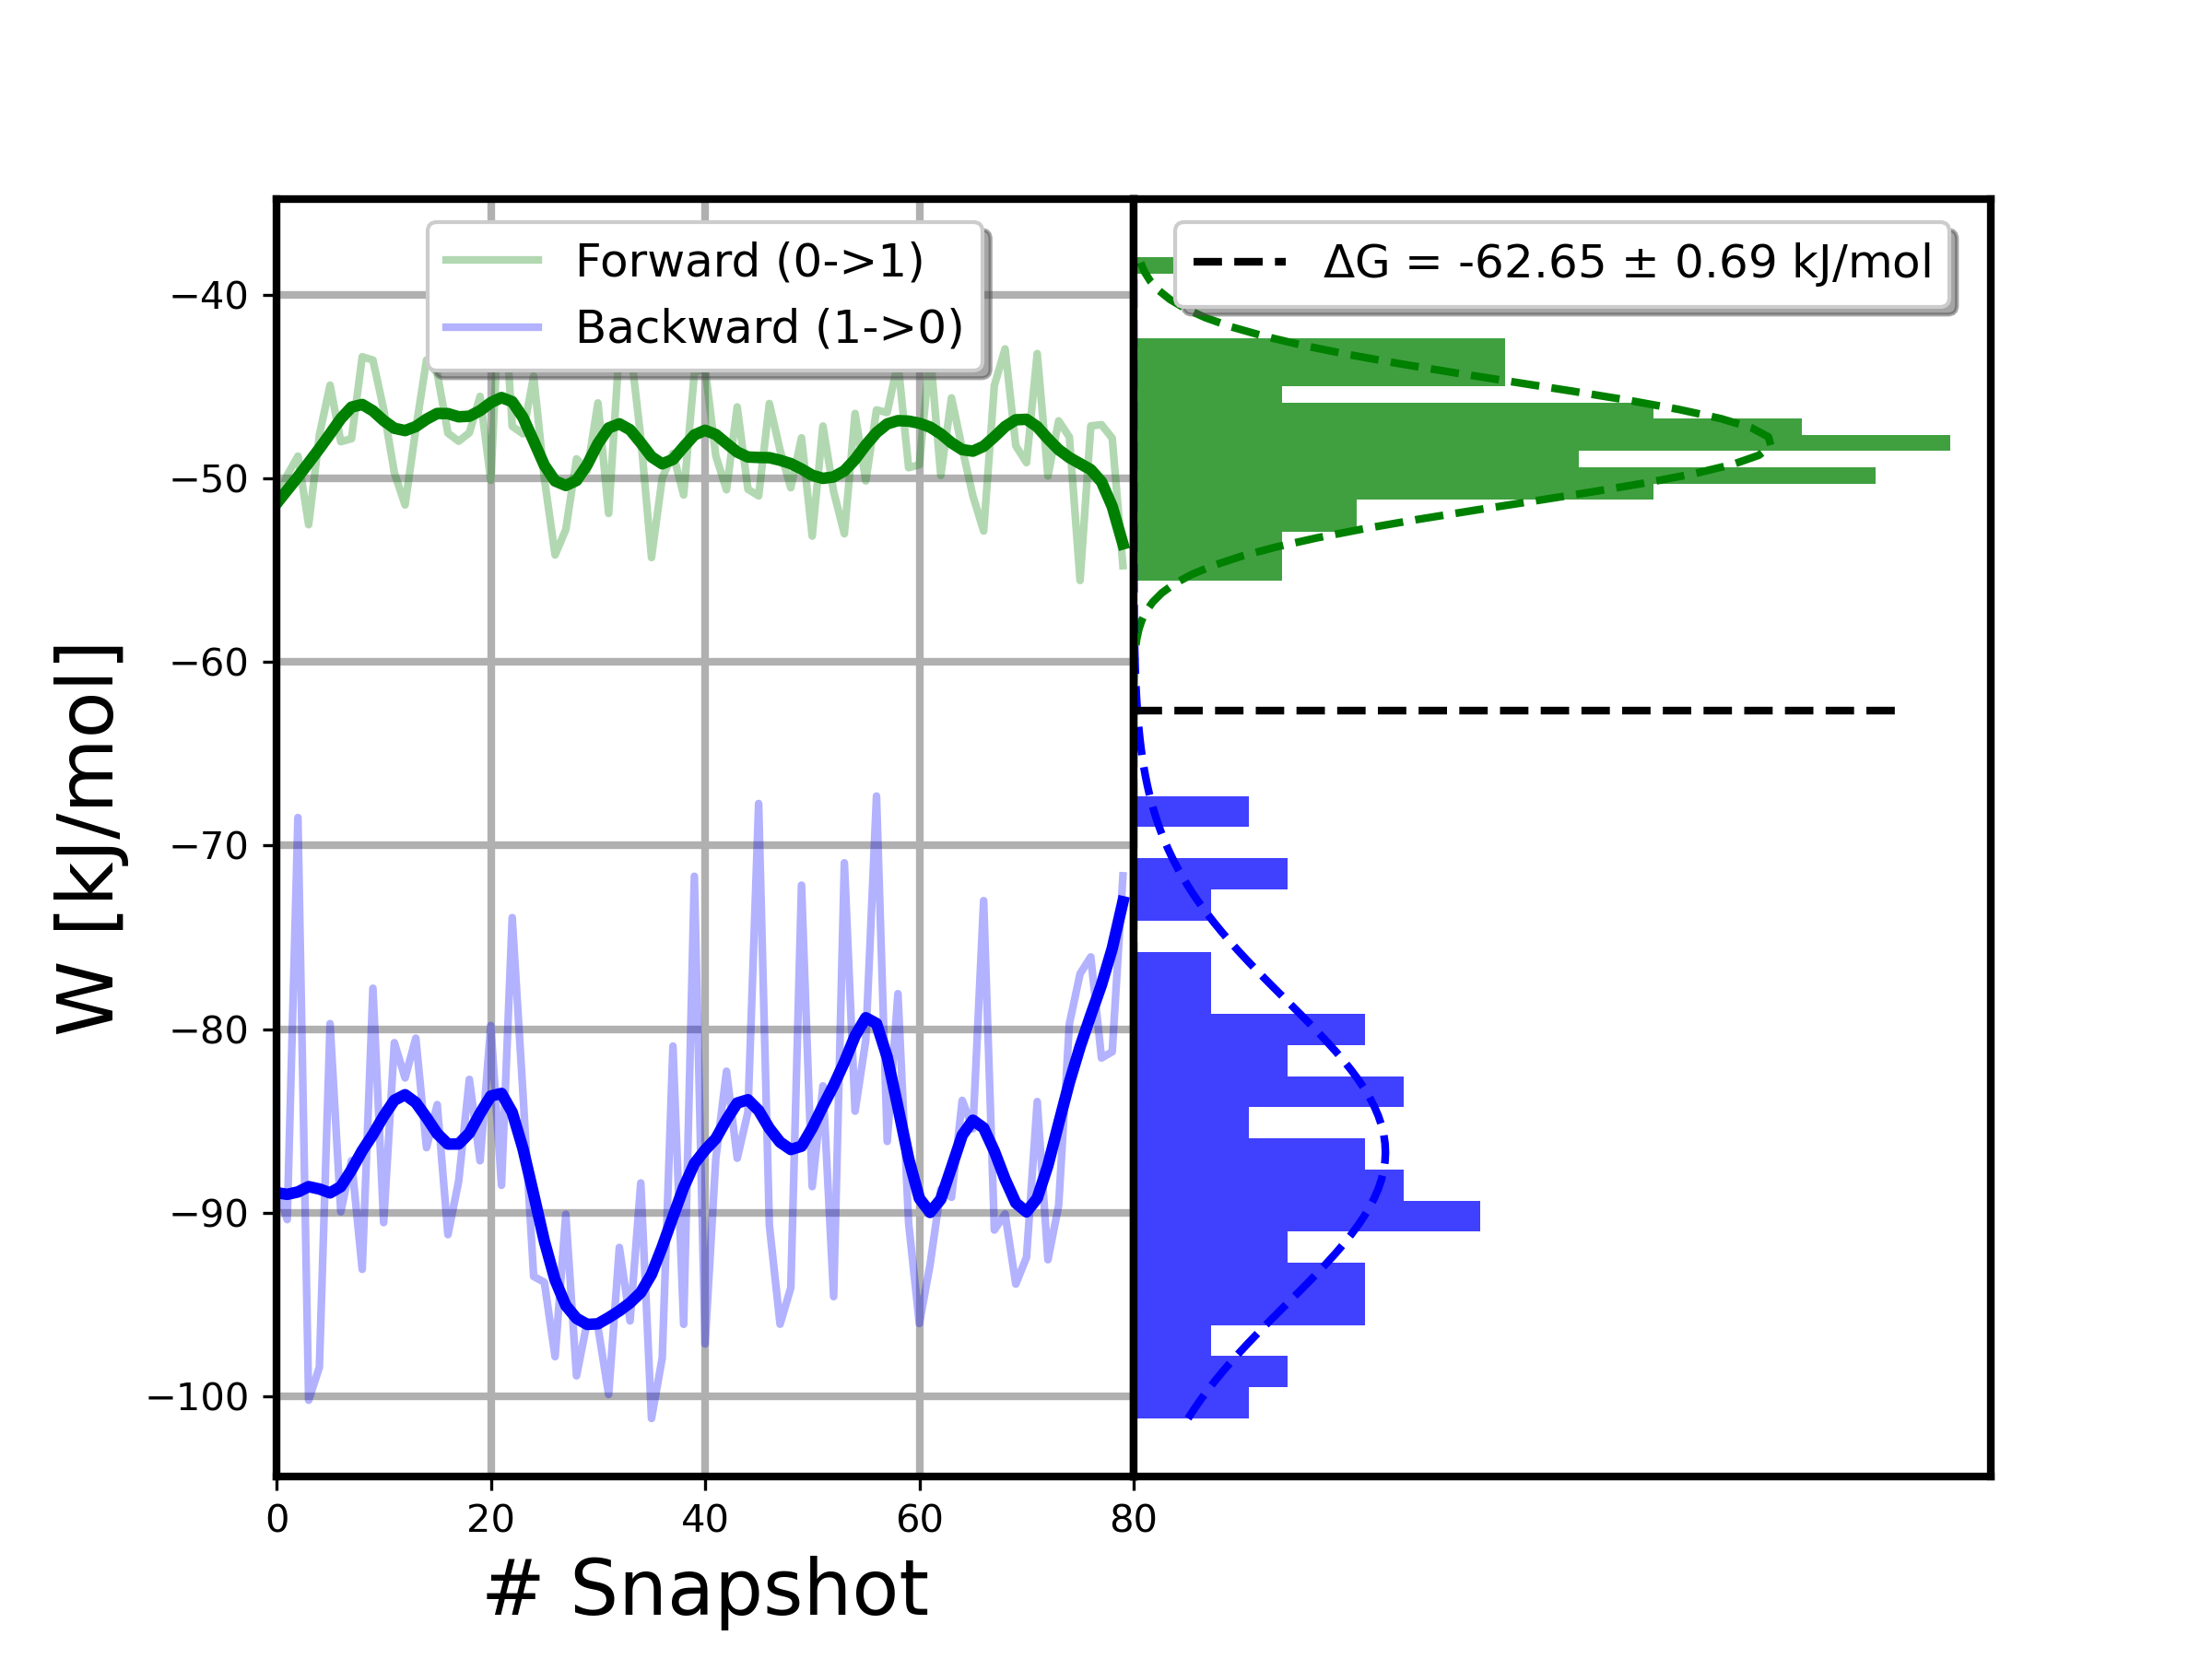 Forward (0->1)
Backward (1->0)
ΔG = -62.65 ± 0.69 kJ/mol
W [kJ/mol]
−40
−50
−60
−70
−80
−90
−100
0 20 40 60 80
# Snapshot